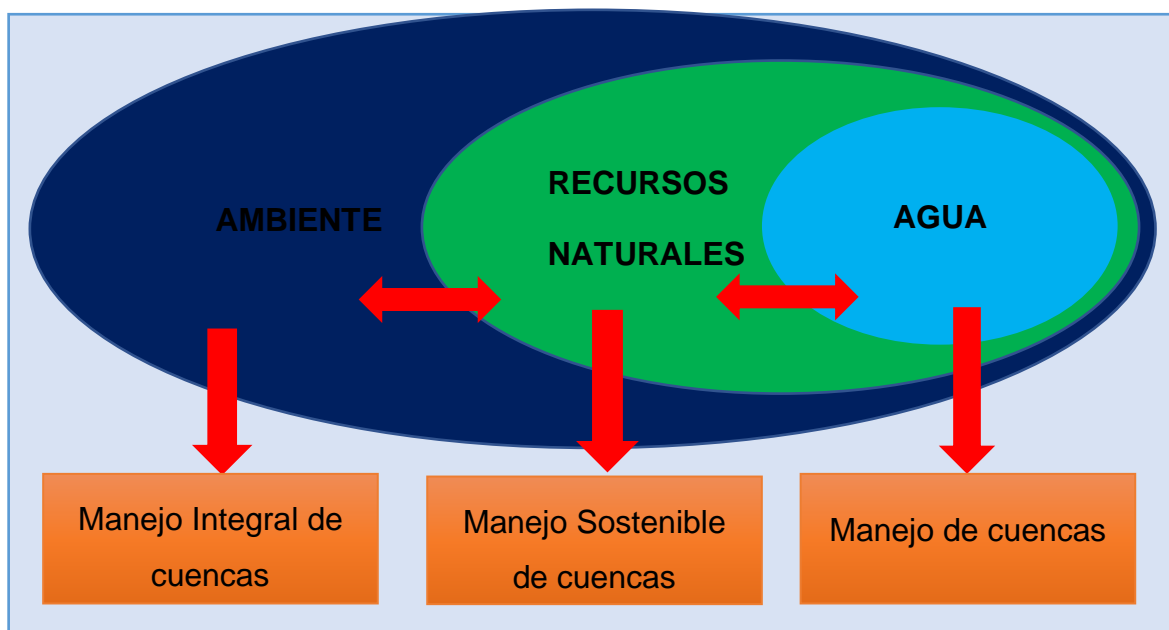 AMBIENTE
RECURSOS
NATURALES
AGUA
Manejo Integral de
cuencas
Manejo Sostenible
de cuencas
Manejo de cuencas